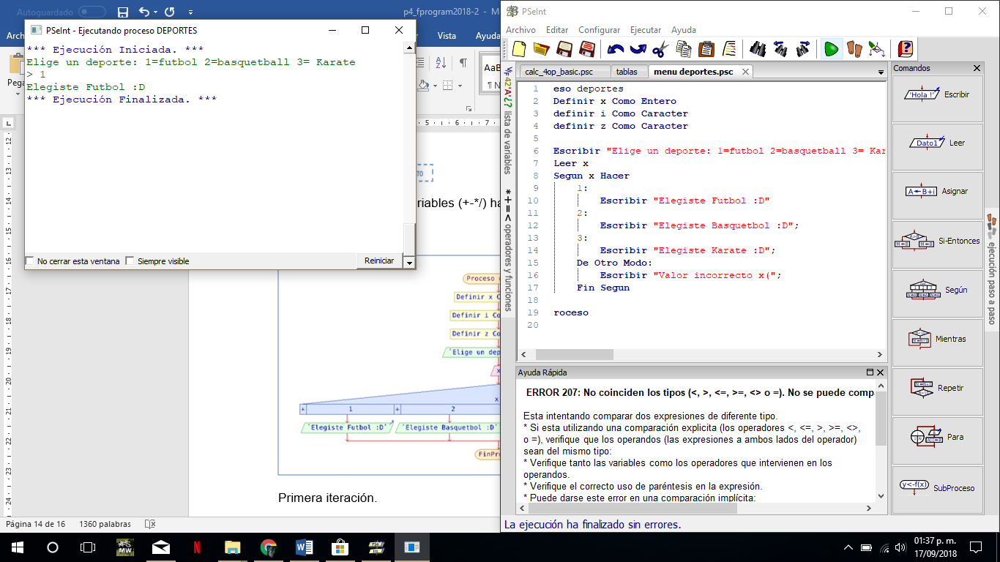 Autoguardado
p4_fprogram2018-2 - M
Arch
Vista
Ayuda
Pega
AaBb
¶ N
PSeInt - Ejecutando proceso DEPORTES
*** Ejecución Iniciada. ***
Elige un deporte: 1=futbol 2=basquetball 3= Karate
> 1
Elegiste Futbol :D
*** Ejecución Finalizada. ***
No cerrar esta ventana
Siempre visible
Reiniciar
riables (+-*/) ha
Proceso
Definir x C
Definir i Co
Definir z Co
'Elige un dep
x
x
+ 1
+ 2
'Elegiste Futbol :D'
'Elegiste Basquetbol :D'
FinPr
Primera iteración.
Página 14 de 16
1360 palabras
PSeInt
Archivo Editar Configurar Ejecutar Ayuda
calc_4op_basic.psc
tablas
menu deportes.psc
lista de variables
*+=< operadores y funciones
1 eso deportes
2 Definir x Como Entero
3 definir i Como Caracter
4 definir z Como Caracter
5
6 Escribir "Elige un deporte: 1=futbol 2=basquetball 3= Kar
7 Leer x
8 Segun x Hacer
9 1:
10 Escribir "Elegiste Futbol :D"
11 2:
12 Escribir "Elegiste Basquetbol :D";
13 3:
14 Escribir "Elegiste Karate :D";
15 De Otro Modo:
16 Escribir "Valor incorrecto x(";
17 Fin Segun
18
19 roceso
20
Comandos
'Hola !' Escribir
Dato1 Leer
A←B+i Asignar
Si-Entonces
Según
Mientras
Repetir
Para
y<-f(x) SubProceso
ejecución paso a paso
Ayuda Rápida
ERROR 207: No coinciden los tipos (<, >, <=, >=, <> o =). No se puede comp
Esta intentando comparar dos expresiones de diferente tipo.
* Si esta utilizando una comparación explicita (los operadores <, <=, >, >=, <>,
o =), verifique que los operandos (las expresiones a ambos lados del operador)
sean del mismo tipo:
* Verifique tanto las variables como los operadores que intervienen en los
operandos.
* Verifique el correcto uso de paréntesis en la expresión.
* Puede darse este error en una comparación implícita:
La ejecución ha finalizado sin errores.
01:37 p. m.
17/09/2018